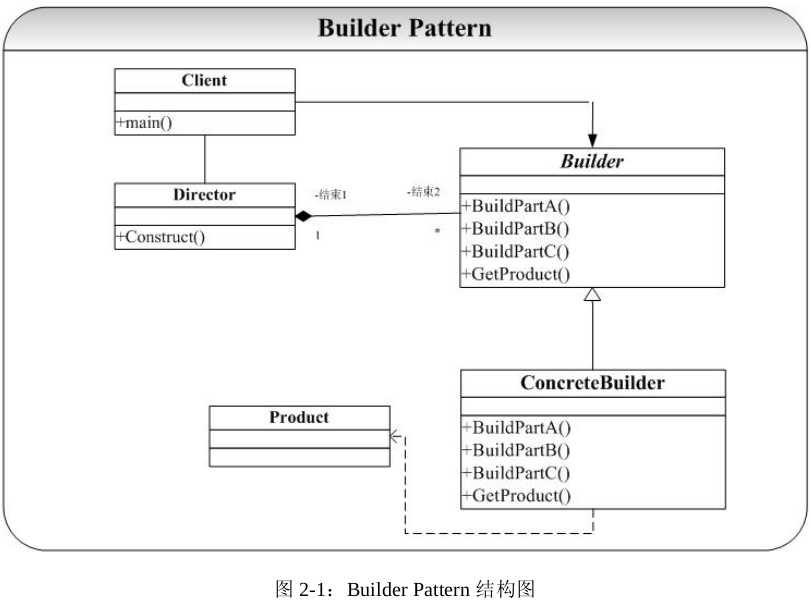 Builder Pattern
Client
+main()
Director
+Construct()
-结束1
-结束2
1
*
Builder
+BuildPartA()
+BuildPartB()
+BuildPartC()
+GetProduct()
ConcreteBuilder
+BuildPartA()
+BuildPartB()
+BuildPartC()
+GetProduct()
Product
图 2-1：Builder Pattern 结构图